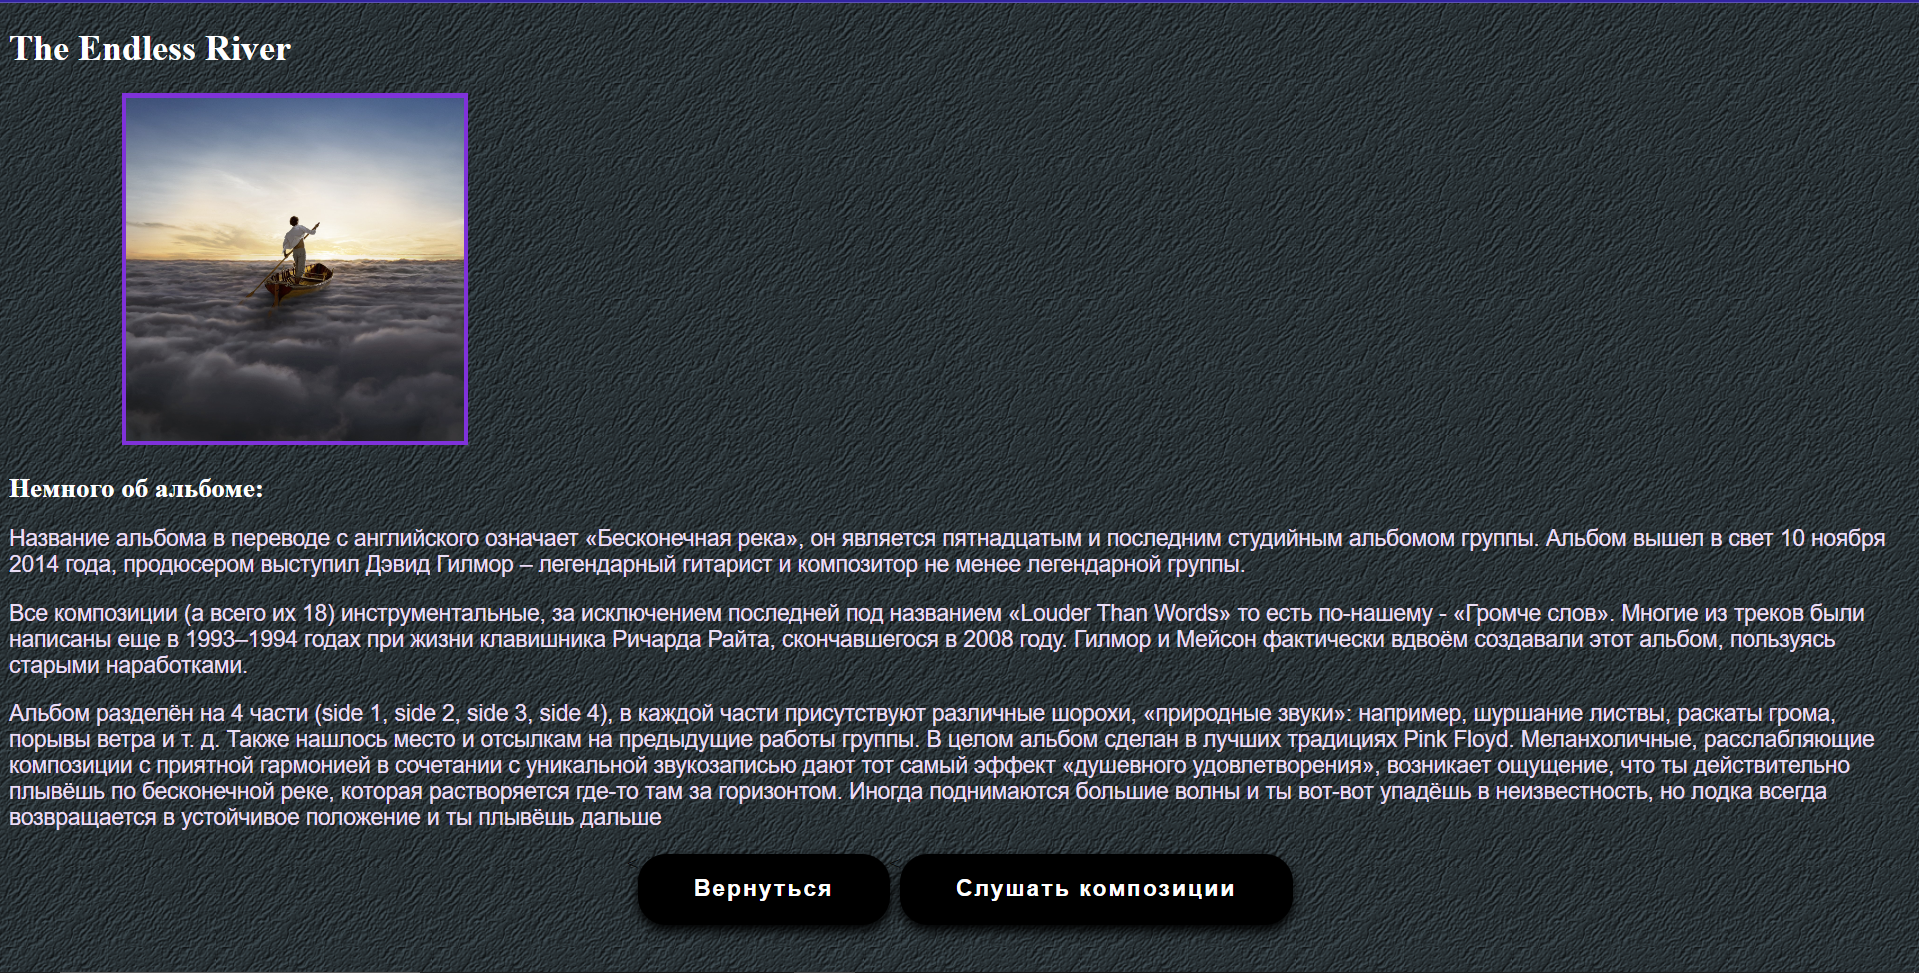 The Endless River
Немного об альбоме:
Название альбома в переводе с английского означает «Бесконечная река», он является пятнадцатым и последним студийным альбомом группы. Альбом вышел в свет 10 ноября
2014 года, продюсером выступил Дэвид Гилмор – легендарный гитарист и композитор не менее легендарной группы.
Все композиции (а всего их 18) инструментальные, за исключением последней под названием «Louder Than Words» то есть по-нашему - «Громче слов». Многие из треков были
написаны еще в 1993–1994 годах при жизни клавишника Ричарда Райта, скончавшегося в 2008 году. Гилмор и Мейсон фактически вдвоём создавали этот альбом, пользуясь
старыми наработками.
Альбом разделён на 4 части (side 1, side 2, side 3, side 4), в каждой части присутствуют различные шорохи, «природные звуки»: например, шуршание листвы, раскаты грома,
порывы ветра и т. д. Также нашлось место и отсылкам на предыдущие работы группы. В целом альбом сделан в лучших традициях Pink Floyd. Меланхоличные, расслабляющие
композиции с приятной гармонией в сочетании с уникальной звукозаписью дают тот самый эффект «душевного удовлетворения», возникает ощущение, что ты действительно
плывёшь по бесконечной реке, которая растворяется где-то там за горизонтом. Иногда поднимаются большие волны и ты вот-вот упадёшь в неизвестность, но лодка всегда
возвращается в устойчивое положение и ты плывёшь дальше
Вернуться
Слушать композиции